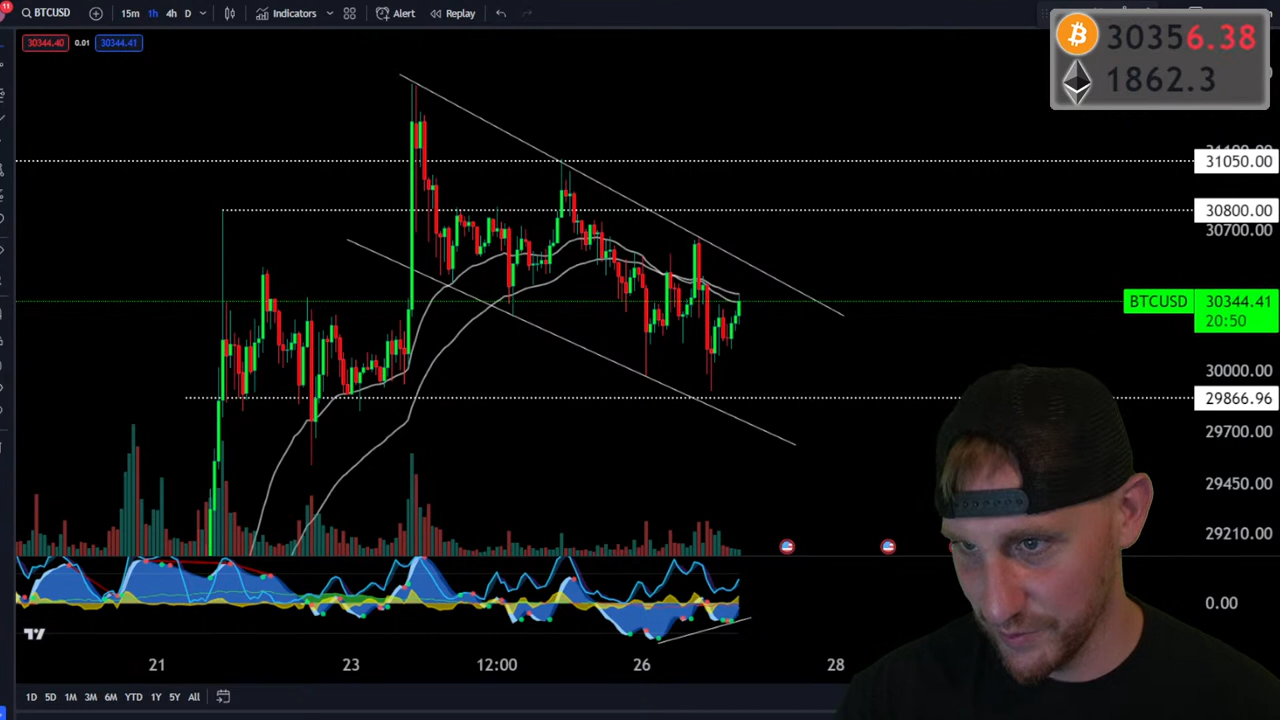 11
BTCUSD 15m 1h 4h D Indicators Alert Replay
30344.40 0.01 30344.41
30356.38
1862.3
31050.00
30800.00
30700.00
BTCUSD 30344.41
20:50
30000.00
29866.96
29700.00
29450.00
29210.00
0.00
21 23 12:00 26 28
1D 5D 1M 3M 6M YTD 1Y 5Y All